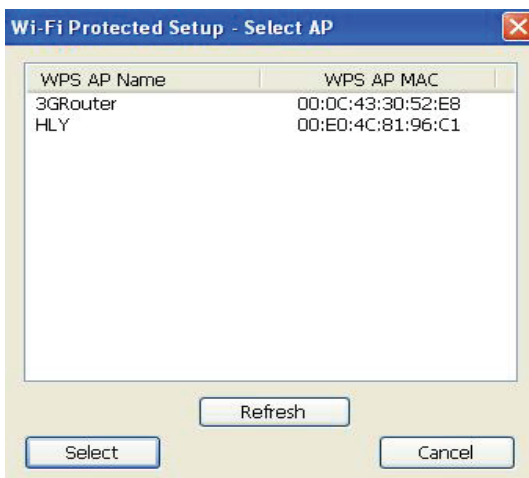 Wi-Fi Protected Setup - Select AP
WPS AP Name WPS AP MAC
3GRouter 00:0C:43:30:52:E8
HLY 00:E0:4C:81:96:C1
Refresh
Select Cancel